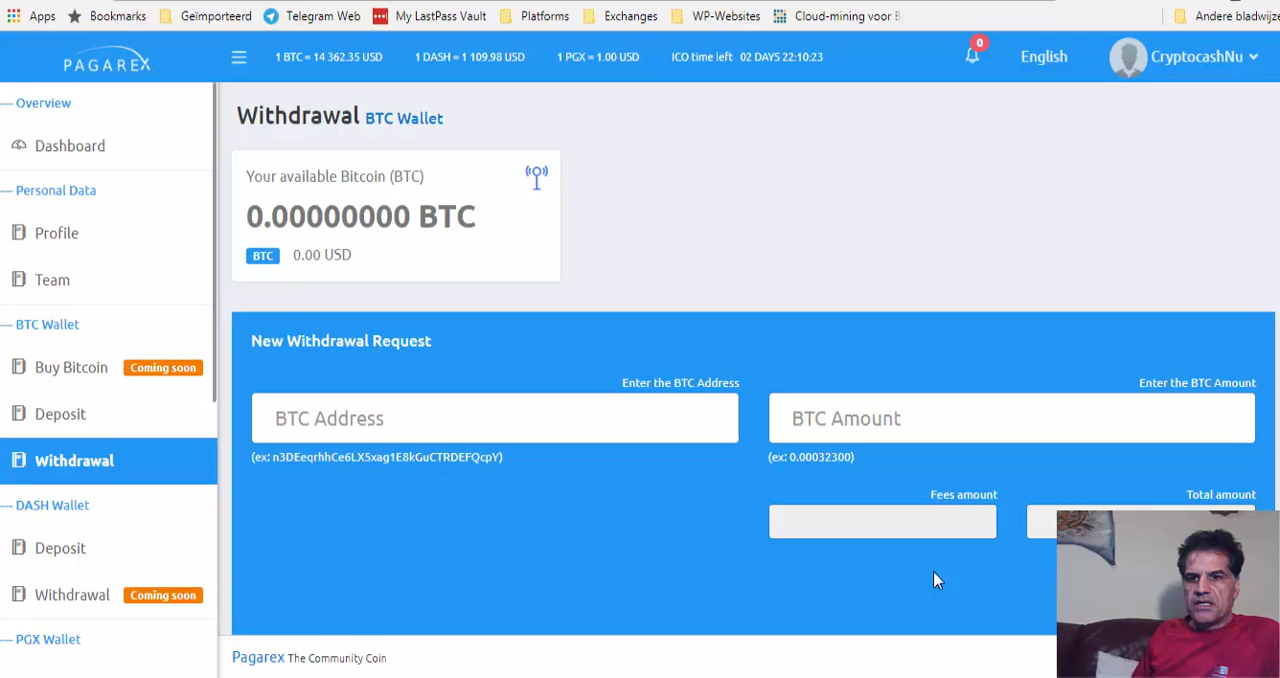 Apps
Bookmarks
Geïmporteerd
Telegram Web
My LastPass Vault
Platforms
Exchanges
WP-Websites
Cloud-mining voor
Andere bladwijze
PAGAREX
1 BTC = 14 362.35 USD
1 DASH = 1 109.98 USD
1 PGX = 1.00 USD
ICO time left 02 DAYS 22:10:23
0
English
CryptocashNu
---- Overview
Dashboard
---- Personal Data
Profile
Team
---- BTC Wallet
Buy Bitcoin Coming soon
Deposit
Withdrawal
---- DASH Wallet
Deposit
Withdrawal Coming soon
---- PGX Wallet
Withdrawal BTC Wallet
Your available Bitcoin (BTC)
0.00000000 BTC
BTC 0.00 USD
New Withdrawal Request
Enter the BTC Address
BTC Address
(ex: n3DEeqrhhCe6LX5xag1E8kGuCTRDEFQcpY)
Enter the BTC Amount
BTC Amount
(ex: 0.00032300)
Fees amount
Total amount
Pagarex The Community Coin